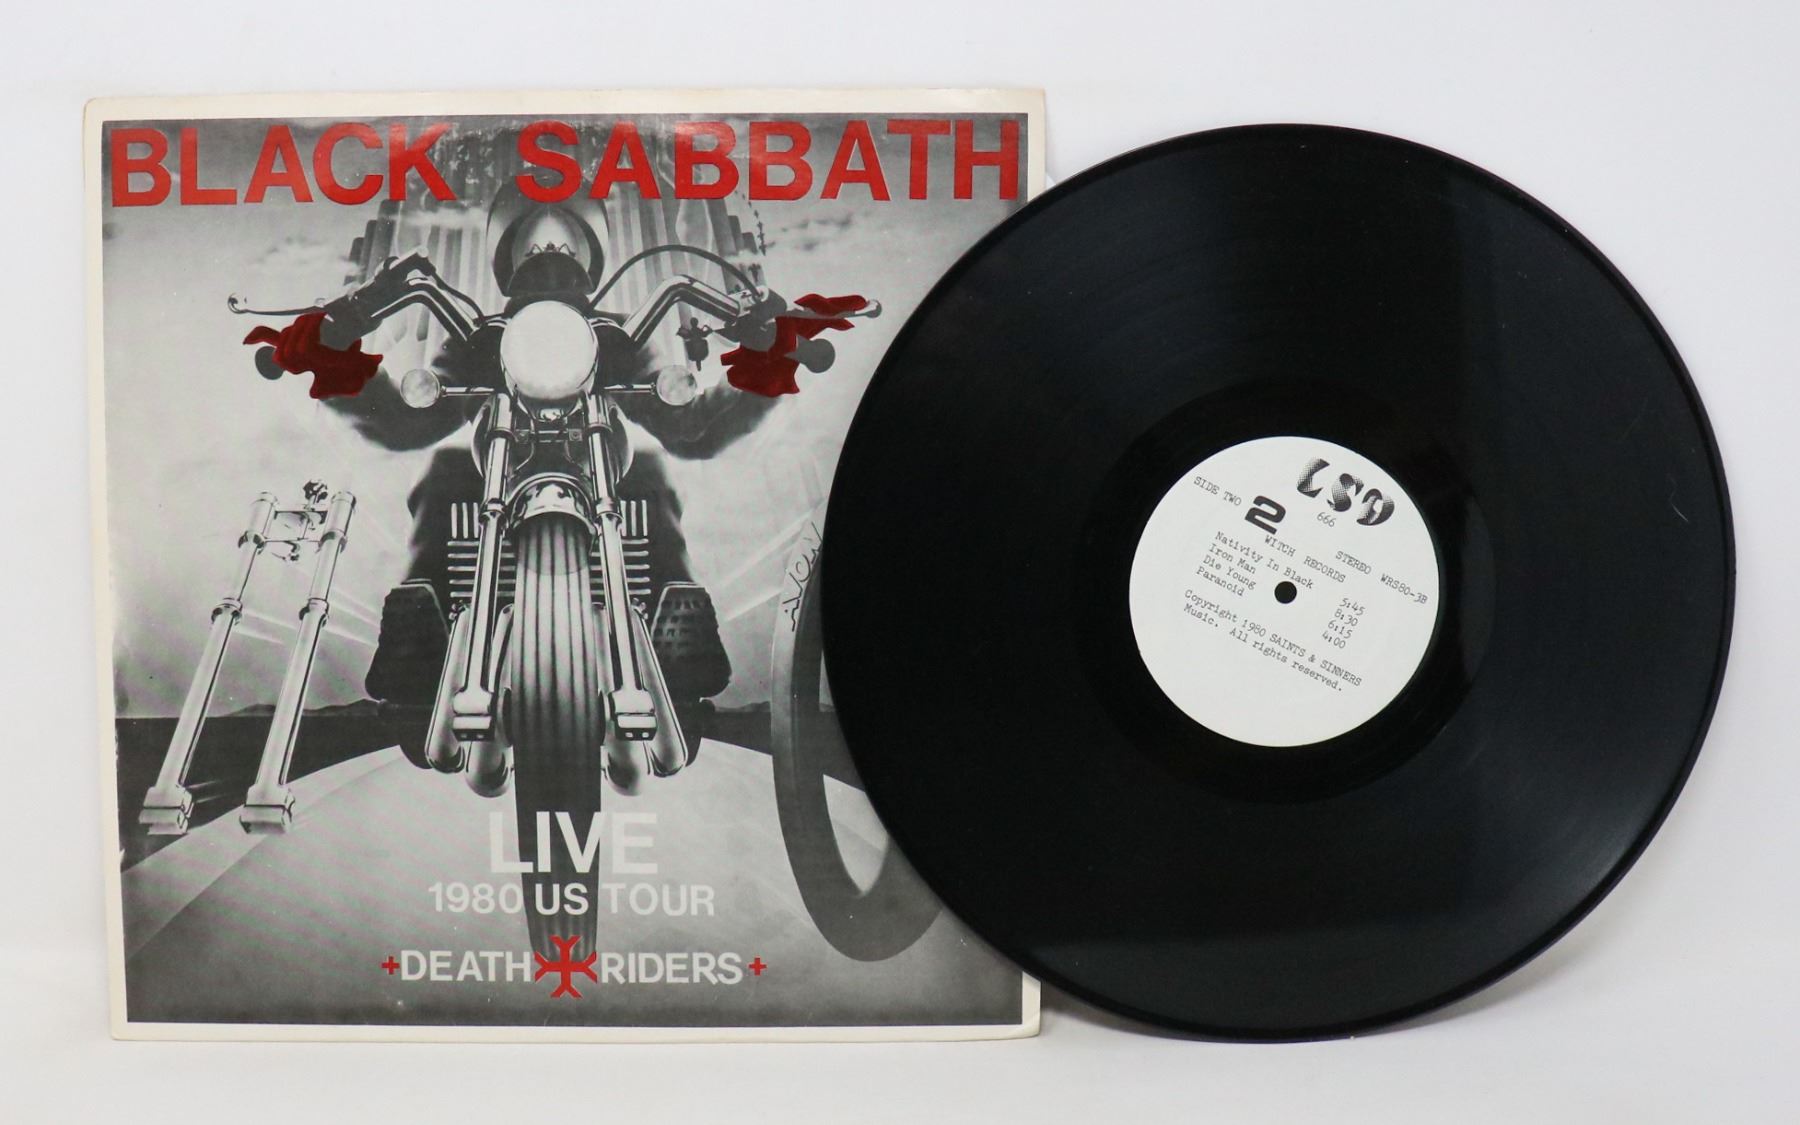 BLACK SABBATH
LIVE
1980 US TOUR
+DEATH RIDERS+
LSD
666
SIDE TWO 2 STEREO WRS80-3B
WITCH RECORDS
Nativity In Black 5:45
Iron Man 8:30
Die Young 6:15
Paranoid 4:00
Copyright 1980 SAINTS & SINNERS
Music. All rights reserved.